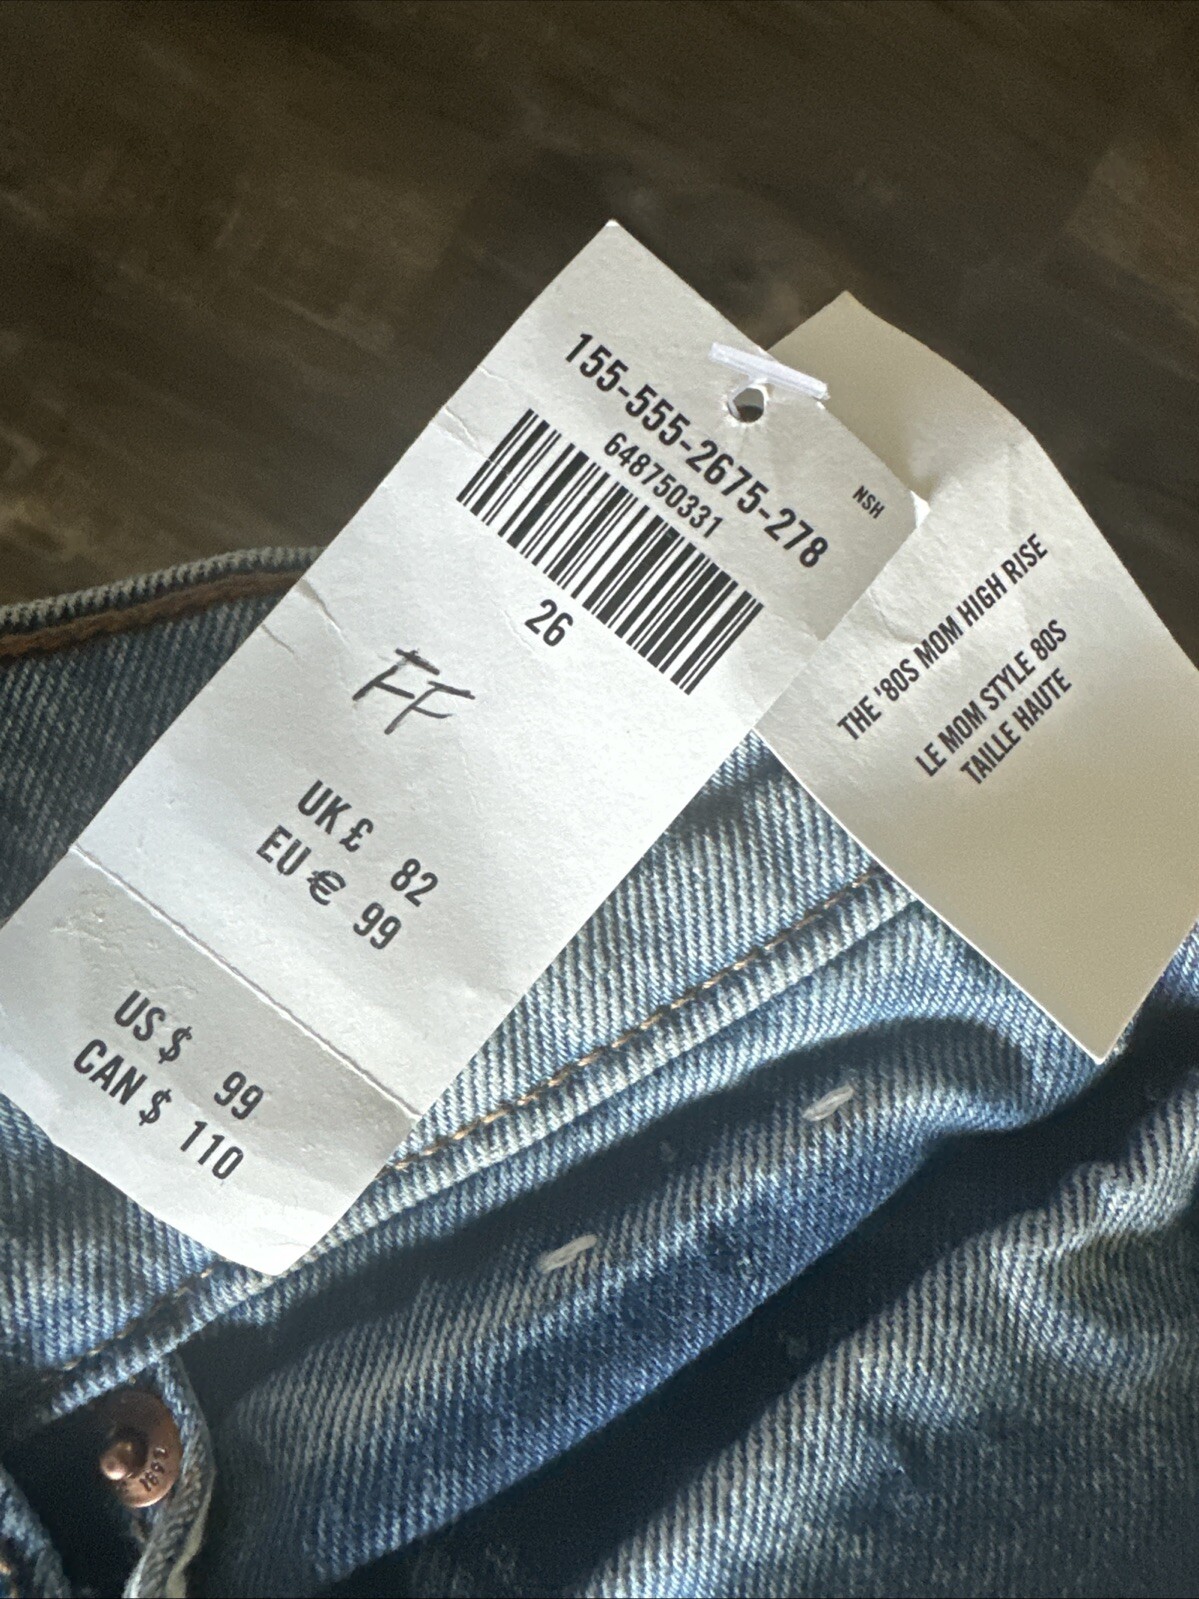 155-555-2675-278
648750331
NSH
26
FF
UK £ 82
EU € 99
US $ 99
CAN $ 110
THE '80S MOM HIGH RISE
LE MOM STYLE 80S
TAILLE HAUTE
1892